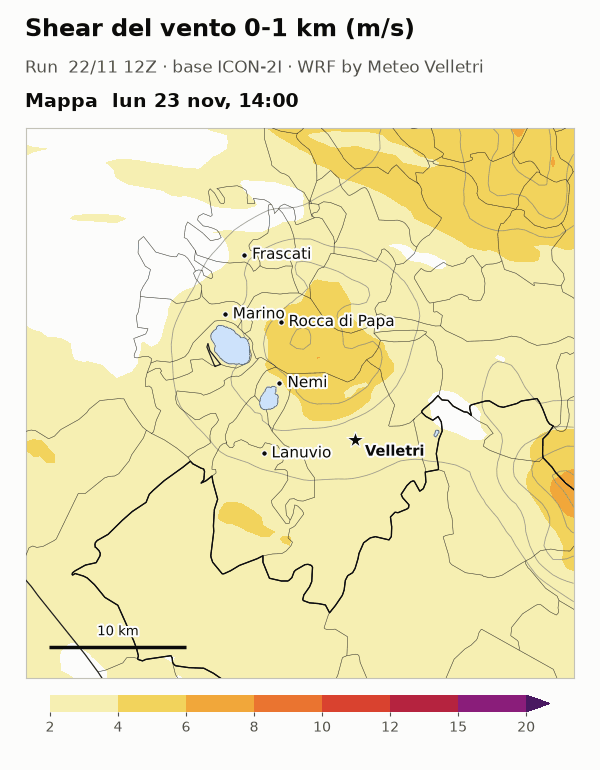 Shear del vento 0-1 km (m/s)
Run  22/11 12Z · base ICON-2I · WRF by Meteo Velletri
Mappa  lun 23 nov, 14:00
Frascati
Marino
Rocca di Papa
Nemi
Velletri
Lanuvio
10 km
2 4 6 8 10 12 15 20